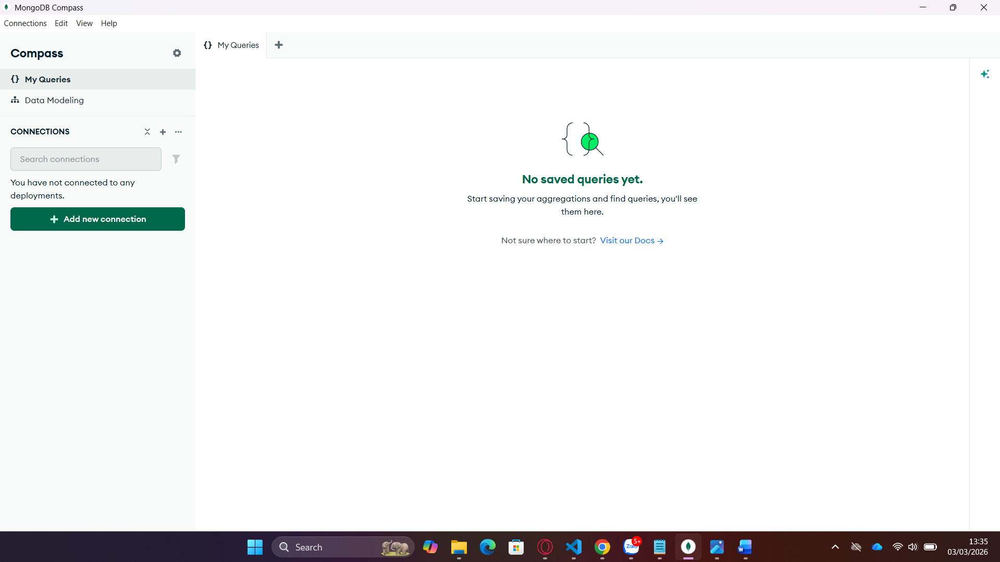 MongoDB Compass
Connections Edit View Help
Compass
My Queries
Data Modeling
CONNECTIONS
Search connections
You have not connected to any
deployments.
Add new connection
My Queries
No saved queries yet.
Start saving your aggregations and find queries, you'll see
them here.
Not sure where to start? Visit our Docs →
Search
Zalo
5+
W
13:35
03/03/2026